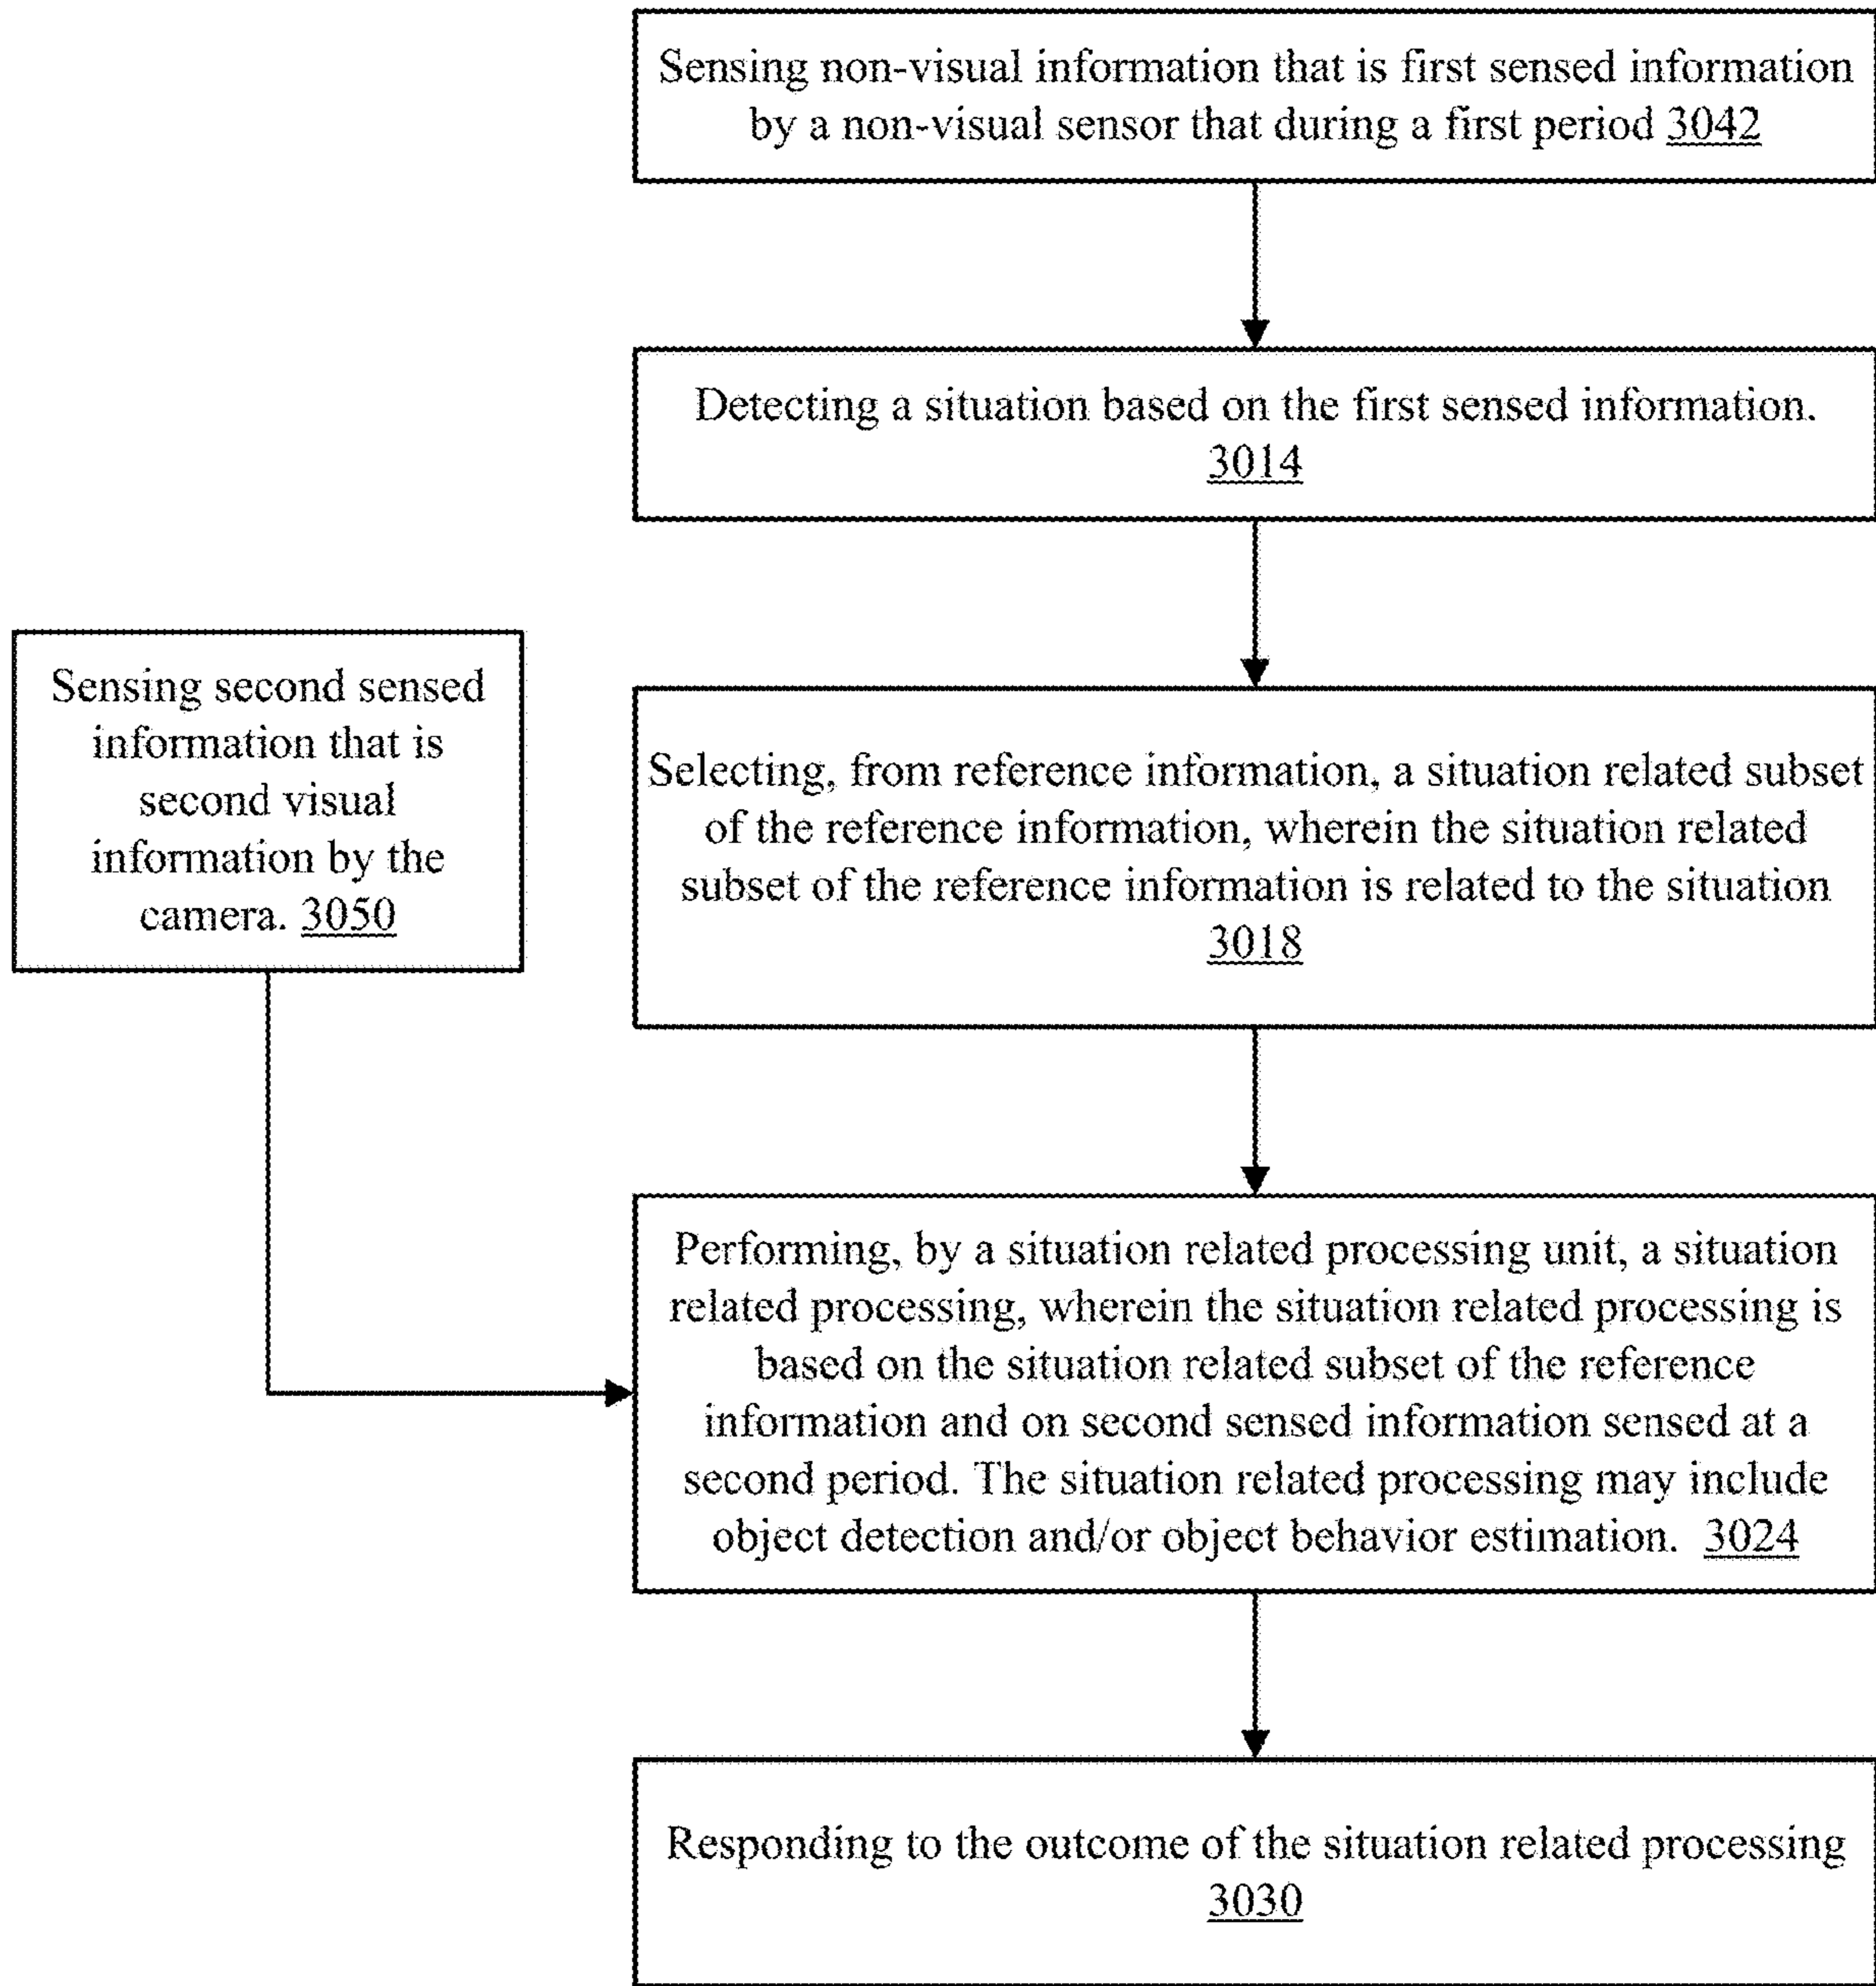 Sensing non-visual information that is first sensed information
by a non-visual sensor that during a first period 3042
Detecting a situation based on the first sensed information.
3014
Sensing second sensed
information that is
second visual
information by the
camera. 3050
Selecting, from reference information, a situation related subset
of the reference information, wherein the situation related
subset of the reference information is related to the situation
3018
Performing, by a situation related processing unit, a situation
related processing, wherein the situation related processing is
based on the situation related subset of the reference
information and on second sensed information sensed at a
second period. The situation related processing may include
object detection and/or object behavior estimation. 3024
Responding to the outcome of the situation related processing
3030